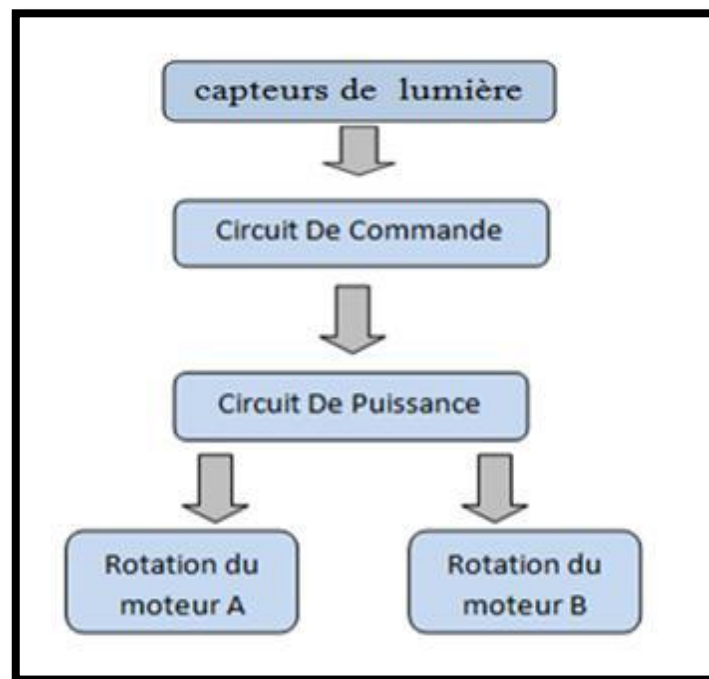 capteurs de lumière
Circuit De Commande
Circuit De Puissance
Rotation du
moteur A
Rotation du
moteur B